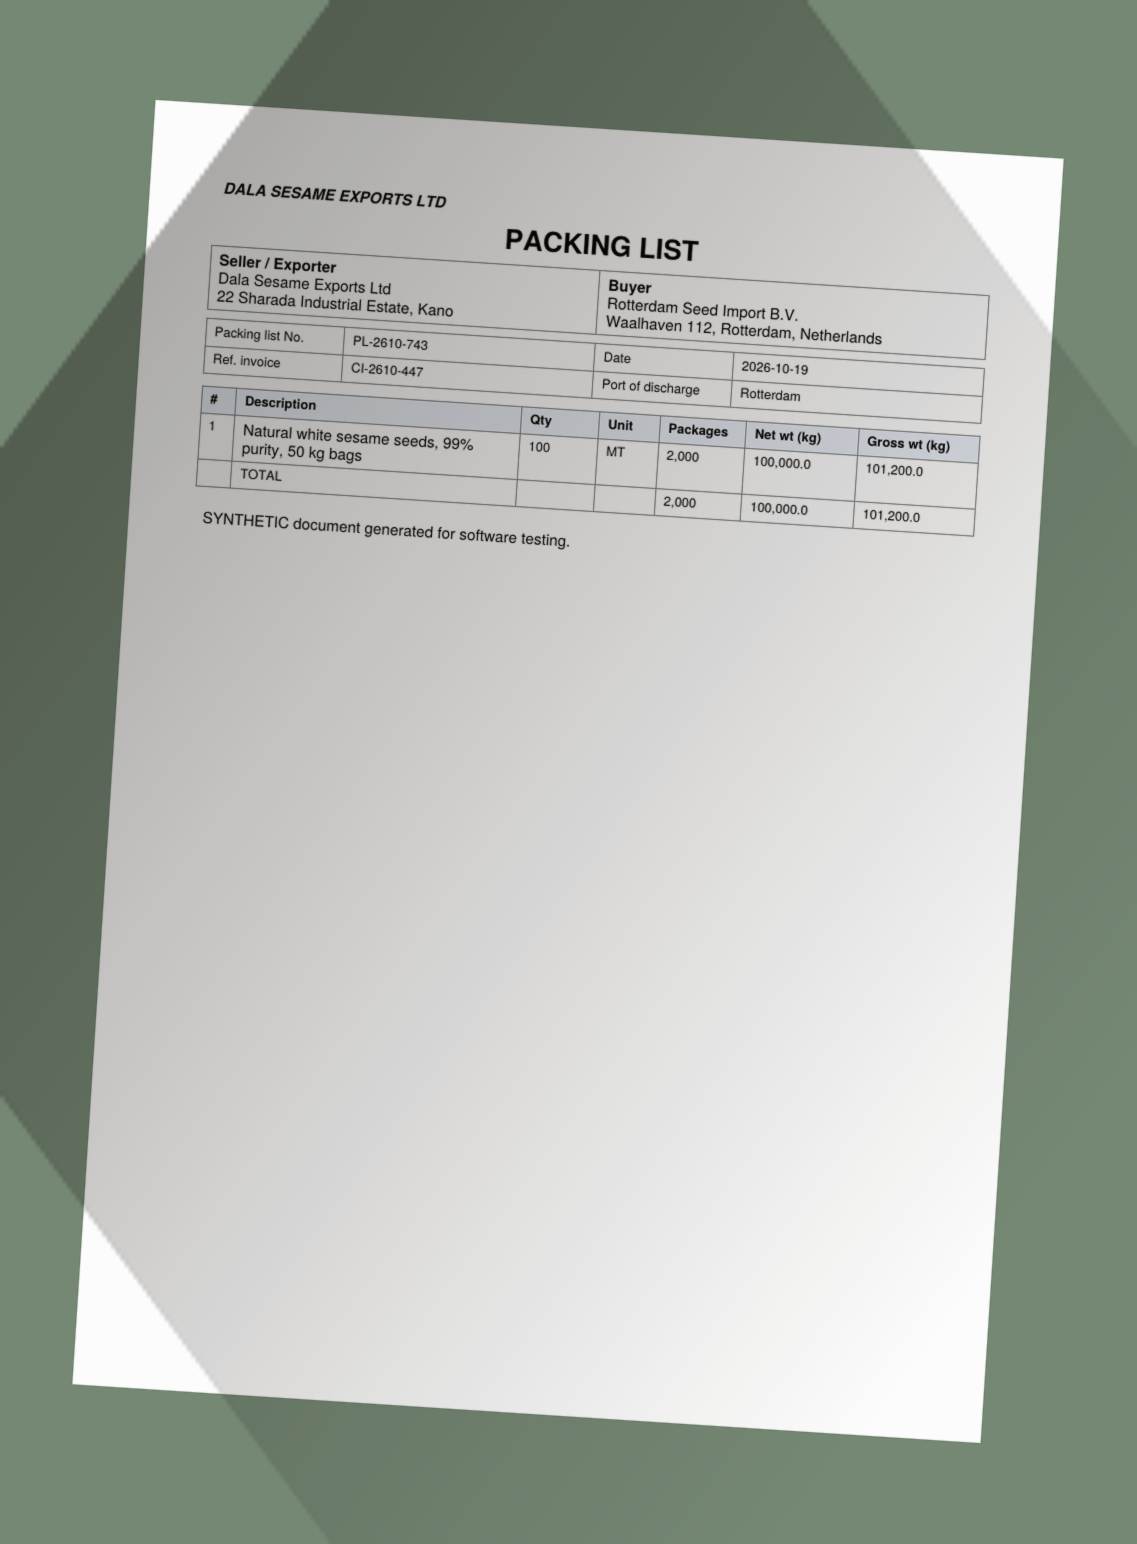 DALA SESAME EXPORTS LTD
PACKING LIST
Seller / Exporter
Dala Sesame Exports Ltd
22 Sharada Industrial Estate, Kano
Buyer
Rotterdam Seed Import B.V.
Waalhaven 112, Rotterdam, Netherlands
Packing list No. PL-2610-743 Date 2026-10-19
Ref. invoice CI-2610-447 Port of discharge Rotterdam
# Description Qty Unit Packages Net wt (kg) Gross wt (kg)
1 Natural white sesame seeds, 99% 100 MT 2,000 100,000.0 101,200.0
purity, 50 kg bags
TOTAL 2,000 100,000.0 101,200.0
SYNTHETIC document generated for software testing.